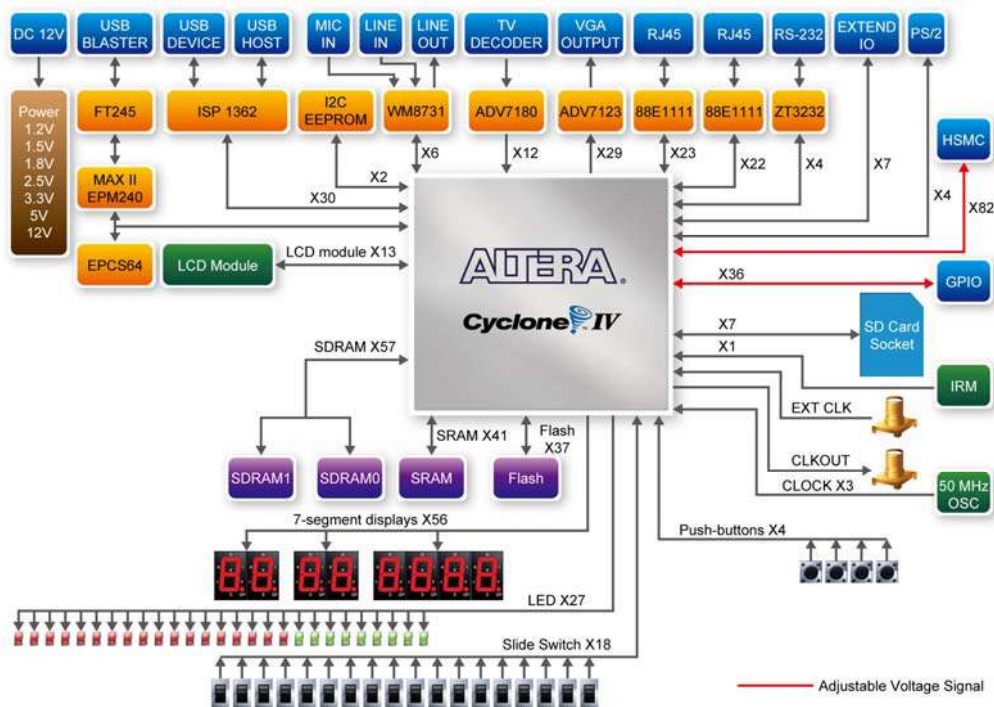 DC 12V
USB
BLASTER
USB
DEVICE
USB
HOST
MIC
IN
LINE
IN
LINE
OUT
TV
DECODER
VGA
OUTPUT
RJ45
RJ45
RS-232
EXTEND
IO
PS/2
Power
1.2V
1.5V
1.8V
2.5V
3.3V
5V
12V
FT245
ISP 1362
I2C
EEPROM
WM8731
ADV7180
ADV7123
88E1111
88E1111
ZT3232
HSMC
X6
X12
X29
X23
X22
X4
X7
X4
X82
X2
X30
MAX II
EPM240
EPCS64
LCD Module
LCD module X13
ALTERA
Cyclone IV
X36
GPIO
X7
SD Card
Socket
X1
IRM
EXT CLK
CLKOUT
CLOCK X3
50 MHz
OSC
SDRAM X57
SRAM X41
Flash
X37
SDRAM1
SDRAM0
SRAM
Flash
7-segment displays X56
Push-buttons X4
LED X27
Slide Switch X18
Adjustable Voltage Signal